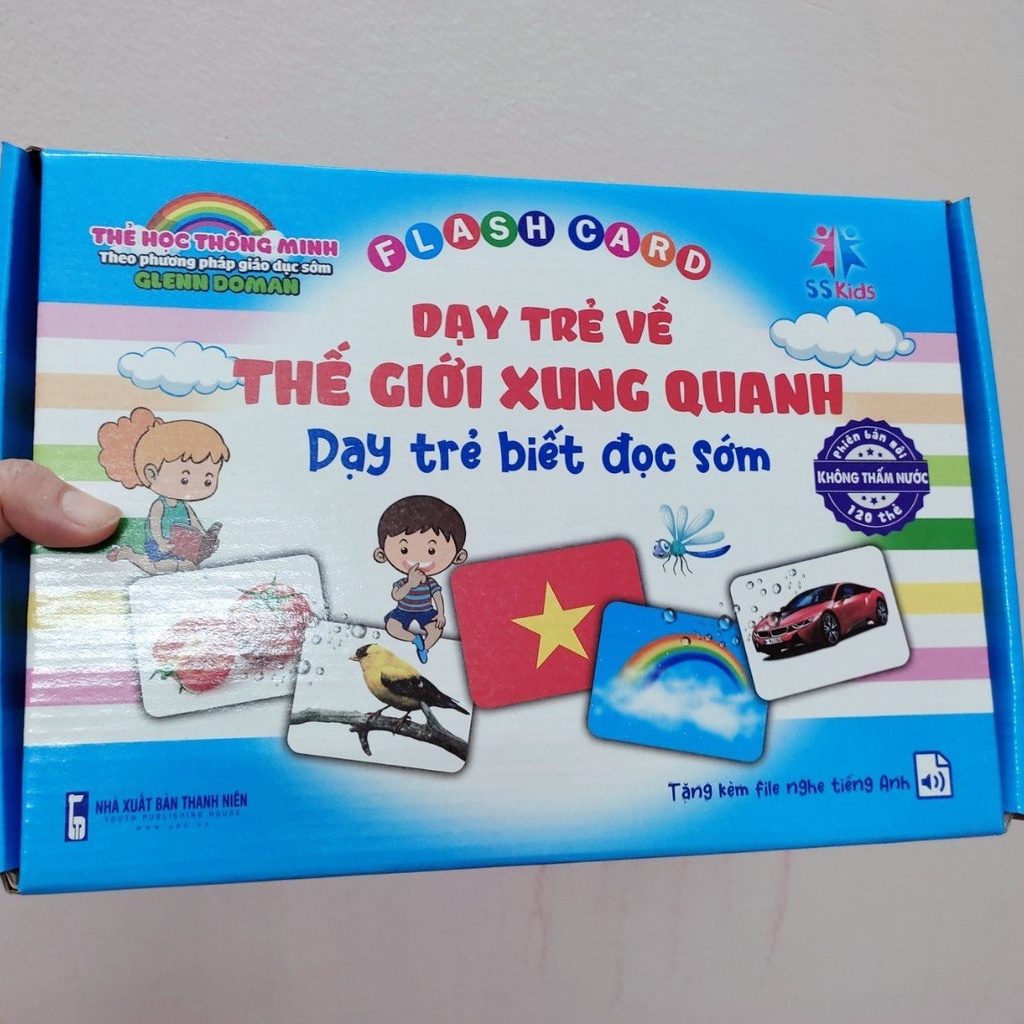 THẺ HỌC THÔNG MINH
Theo phương pháp giáo dục sớm
GLENN DOMAN
FLASH CARD
SSKids
DẠY TRẺ VỀ
THẾ GIỚI XUNG QUANH
Dạy trẻ biết đọc sớm
Phiên bản mới
KHÔNG THẤM NƯỚC
120 thẻ
Tặng kèm file nghe tiếng Anh
NHÀ XUẤT BẢN THANH NIÊN
YOUTH PUBLISHING HOUSE